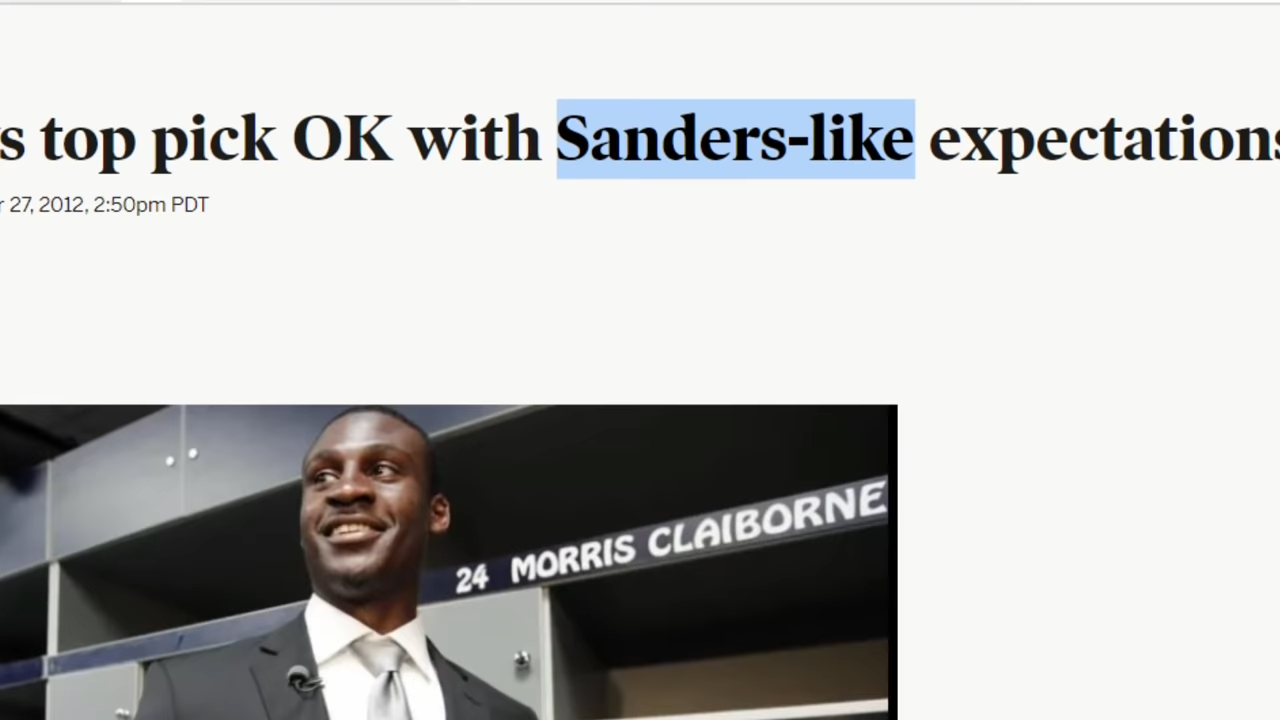 s top pick OK with Sanders-like expectations
r 27, 2012, 2:50pm PDT
24 MORRIS CLAIBORNE